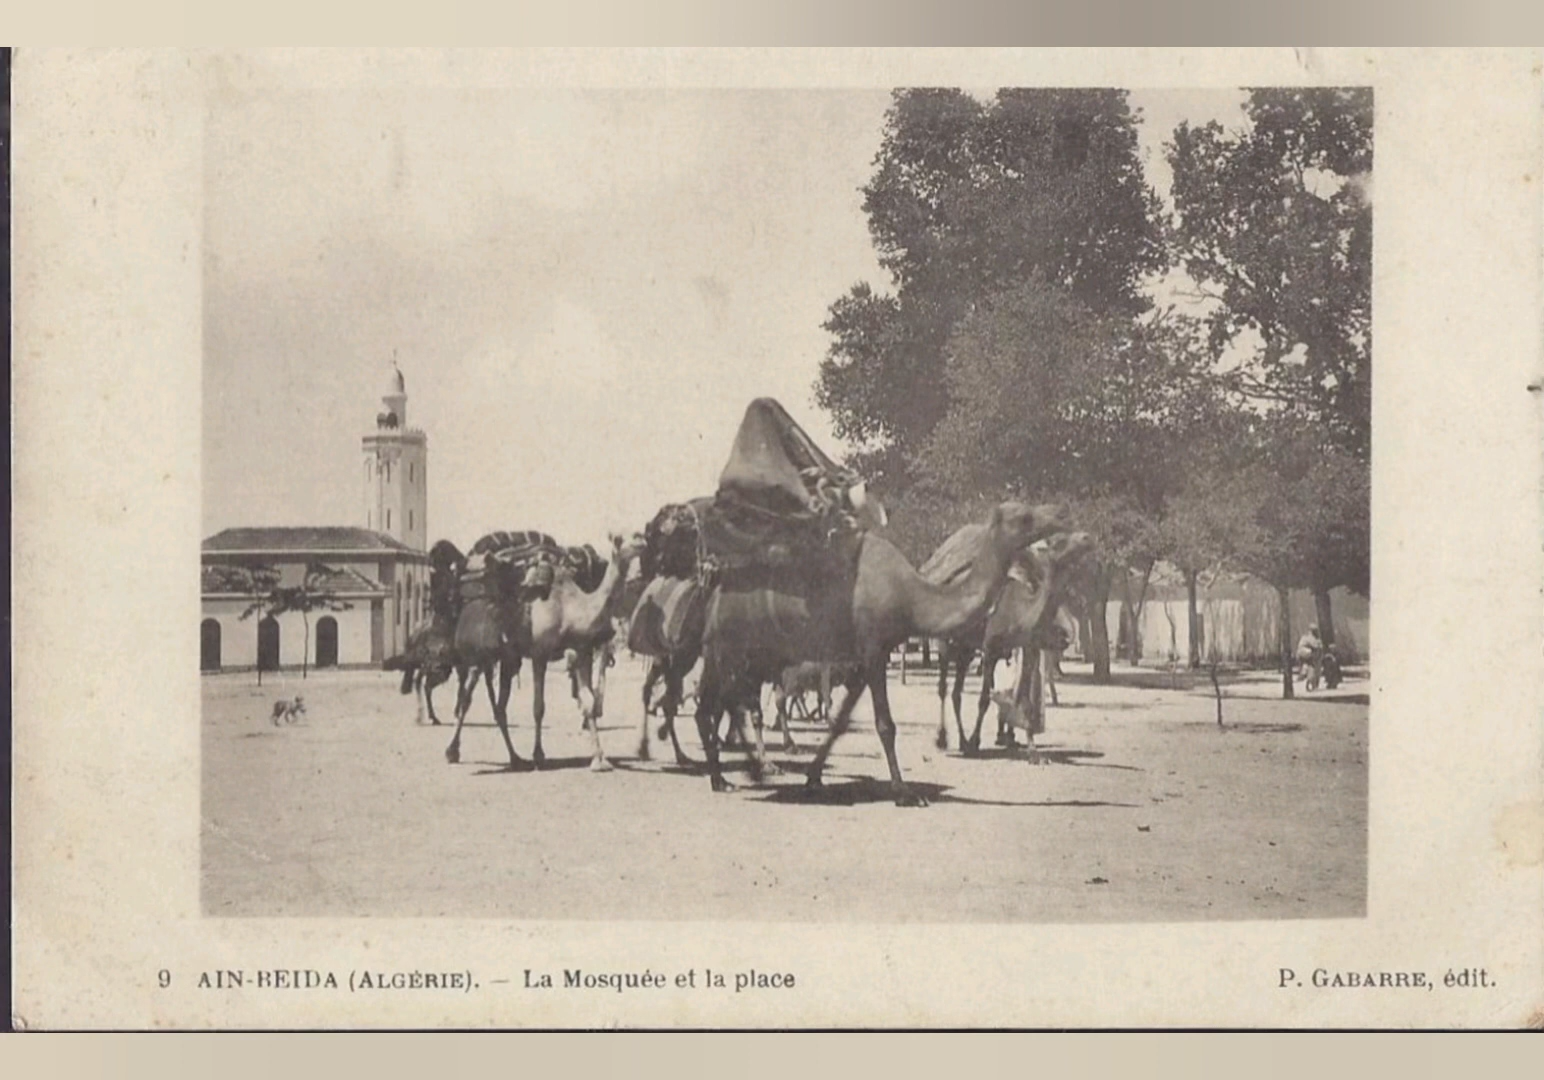 9 AIN-BEIDA (ALGÉRIE). — La Mosquée et la place
P. GABARRE, édit.